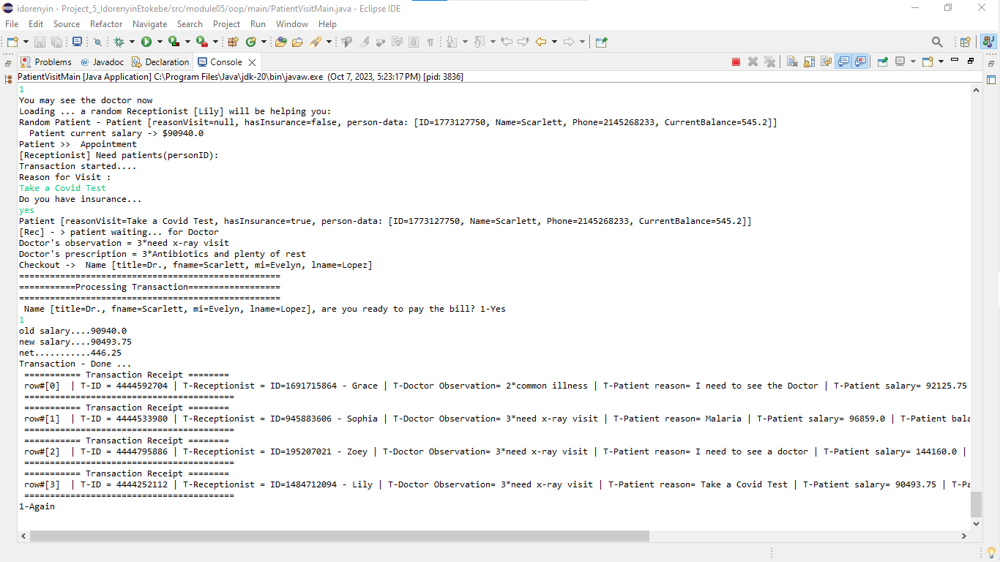 idorenyin - Project_5_IdorenyinEtokebe/src/module05/oop/main/PatientVisitMain.java - Eclipse IDE
File Edit Source Refactor Navigate Search Project Run Window Help
Problems @ Javadoc Declaration Console
PatientVisitMain [Java Application] C:\Program Files\Java\jdk-20\bin\javaw.exe (Oct 7, 2023, 5:23:17 PM) [pid: 3836]
1
You may see the doctor now
Loading ... a random Receptionist [Lily] will be helping you:
Random Patient - Patient [reasonVisit=null, hasInsurance=false, person-data: [ID=1773127750, Name=Scarlett, Phone=2145268233, CurrentBalance=545.2]]
Patient current salary -> $90940.0
Patient >>  Appointment
[Receptionist] Need patients(personID):
Transaction started....
Reason for Visit :
Take a Covid Test
Do you have insurance...
yes
Patient [reasonVisit=Take a Covid Test, hasInsurance=true, person-data: [ID=1773127750, Name=Scarlett, Phone=2145268233, CurrentBalance=545.2]]
[Rec] - > patient waiting... for Doctor
Doctor's observation = 3*need x-ray visit
Doctor's prescription = 3*Antibiotics and plenty of rest
Checkout ->  Name [title=Dr., fname=Scarlett, mi=Evelyn, lname=Lopez]
===================================================
===========Processing Transaction==================
===================================================
Name [title=Dr., fname=Scarlett, mi=Evelyn, lname=Lopez], are you ready to pay the bill? 1-Yes
1
old salary....90940.0
new salary....90493.75
net...........446.25
Transaction - Done ...
=========== Transaction Receipt ========
row#[0]  | T-ID = 4444592704 | T-Receptionist = ID=1691715864 - Grace | T-Doctor Observation= 2*common illness | T-Patient reason= I need to see the Doctor | T-Patient salary= 92125.75
=========================================
=========== Transaction Receipt ========
row#[1]  | T-ID = 4444533980 | T-Receptionist = ID=945883606 - Sophia | T-Doctor Observation= 3*need x-ray visit | T-Patient reason= Malaria | T-Patient salary= 96859.0 | T-Patient bala
=========================================
=========== Transaction Receipt ========
row#[2]  | T-ID = 4444795886 | T-Receptionist = ID=195207021 - Zoey | T-Doctor Observation= 3*need x-ray visit | T-Patient reason= I need to see a doctor | T-Patient salary= 144160.0 |
=========================================
=========== Transaction Receipt ========
row#[3]  | T-ID = 4444252112 | T-Receptionist = ID=1484712094 - Lily | T-Doctor Observation= 3*need x-ray visit | T-Patient reason= Take a Covid Test | T-Patient salary= 90493.75 | T-Pa
=========================================
1-Again